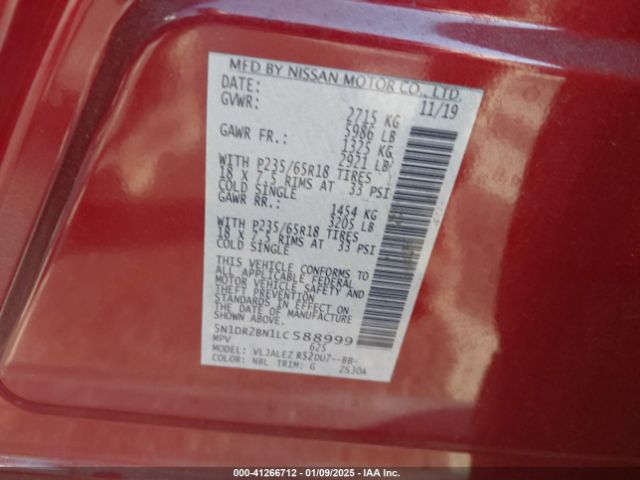 MFD BY NISSAN MOTOR CO., LTD.
DATE: 11/19
GVWR: 2715 KG
5986 LB
GAWR FR.: 1325 KG
2921 LB
WITH P235/65R18 TIRES
18 X 7.5 RIMS AT 33 PSI
COLD SINGLE
GAWR RR.: 1454 KG
3205 LB
WITH P235/65R18 TIRES
18 X 7.5 RIMS AT 33 PSI
COLD SINGLE
THIS VEHICLE CONFORMS TO
ALL APPLICABLE FEDERAL
MOTOR VEHICLE SAFETY AND
THEFT PREVENTION
STANDARDS IN EFFECT ON
THE DATE OF MANUFACTURE
SHOWN ABOVE.
5N1DR2BN1LC588999
MPV 625
MODEL: VLJALEZ RS2DU7--BB-
COLOR: NBL TRIM: G 2S30A
000-41266712 - 01/09/2025 - IAA Inc.